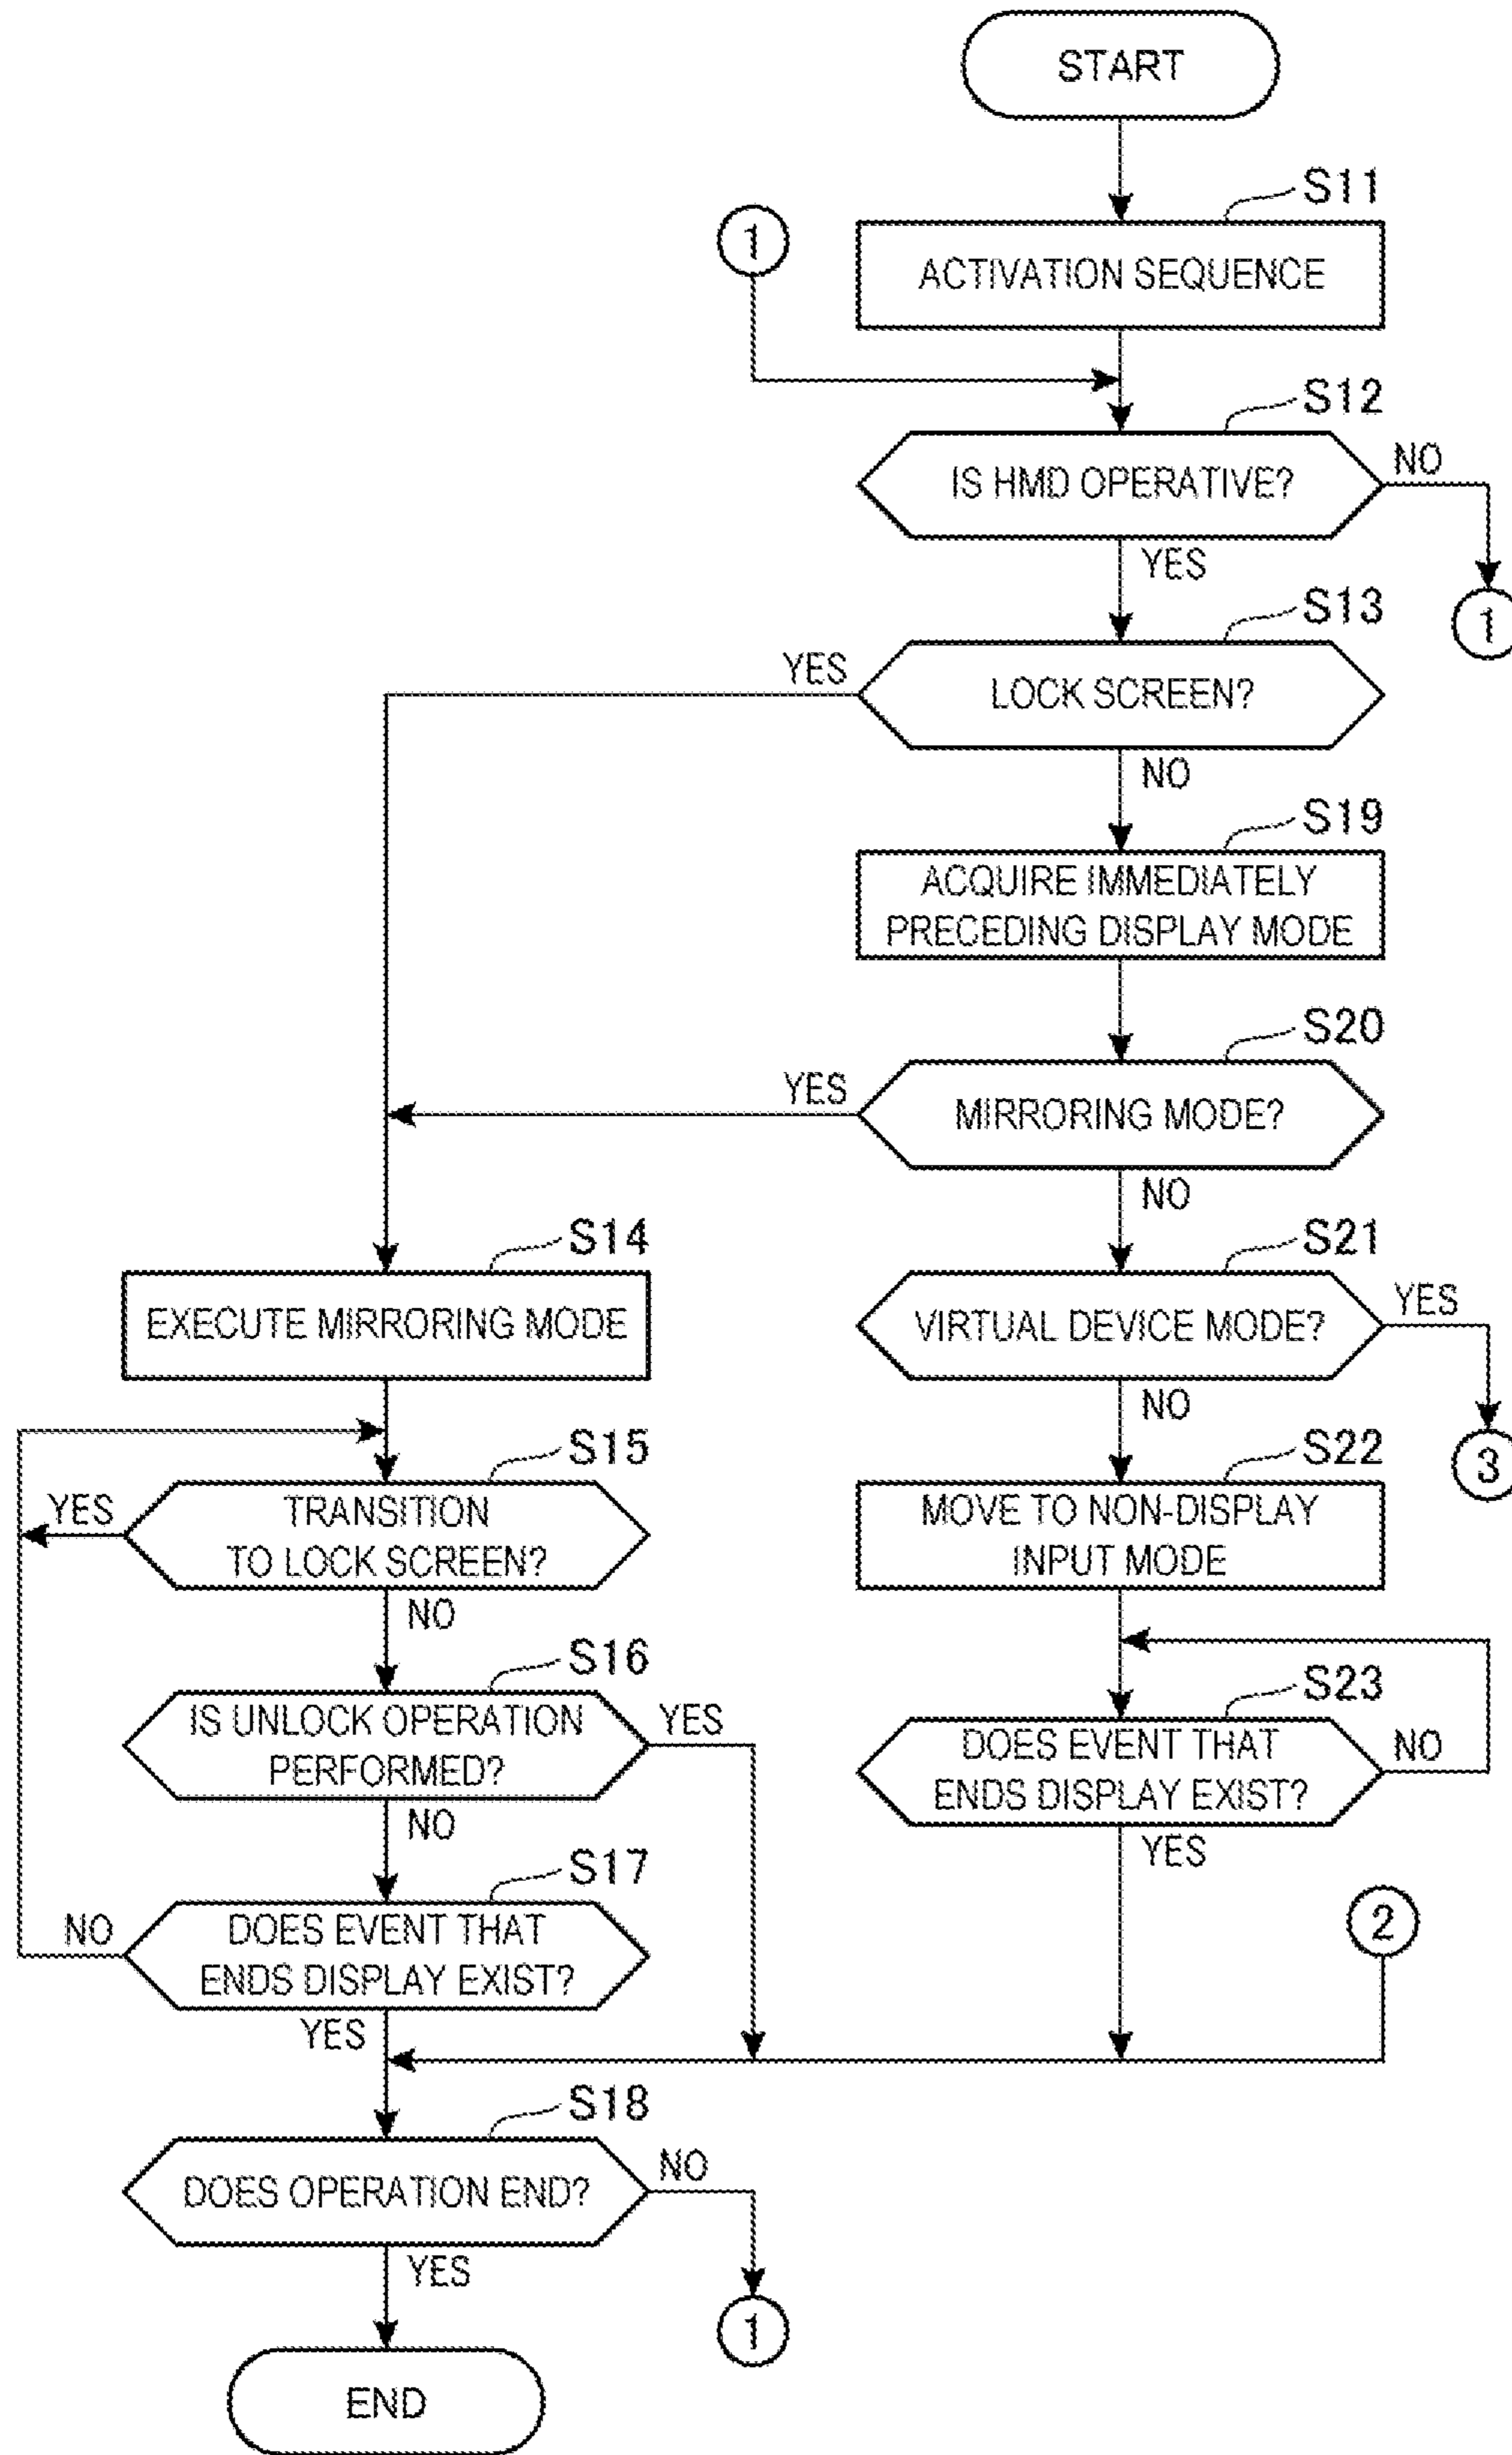 START
S11
1
ACTIVATION SEQUENCE
S12
IS HMD OPERATIVE?
NO
YES
1
S13
YES
LOCK SCREEN?
NO
S19
ACQUIRE IMMEDIATELY
PRECEDING DISPLAY MODE
S20
YES
MIRRORING MODE?
NO
S14
EXECUTE MIRRORING MODE
S21
VIRTUAL DEVICE MODE?
YES
NO
3
S15
YES
TRANSITION
TO LOCK SCREEN?
NO
S22
MOVE TO NON-DISPLAY
INPUT MODE
S16
IS UNLOCK OPERATION
PERFORMED?
YES
NO
S23
DOES EVENT THAT
ENDS DISPLAY EXIST?
NO
YES
S17
NO
DOES EVENT THAT
ENDS DISPLAY EXIST?
YES
2
S18
DOES OPERATION END?
NO
YES
1
END